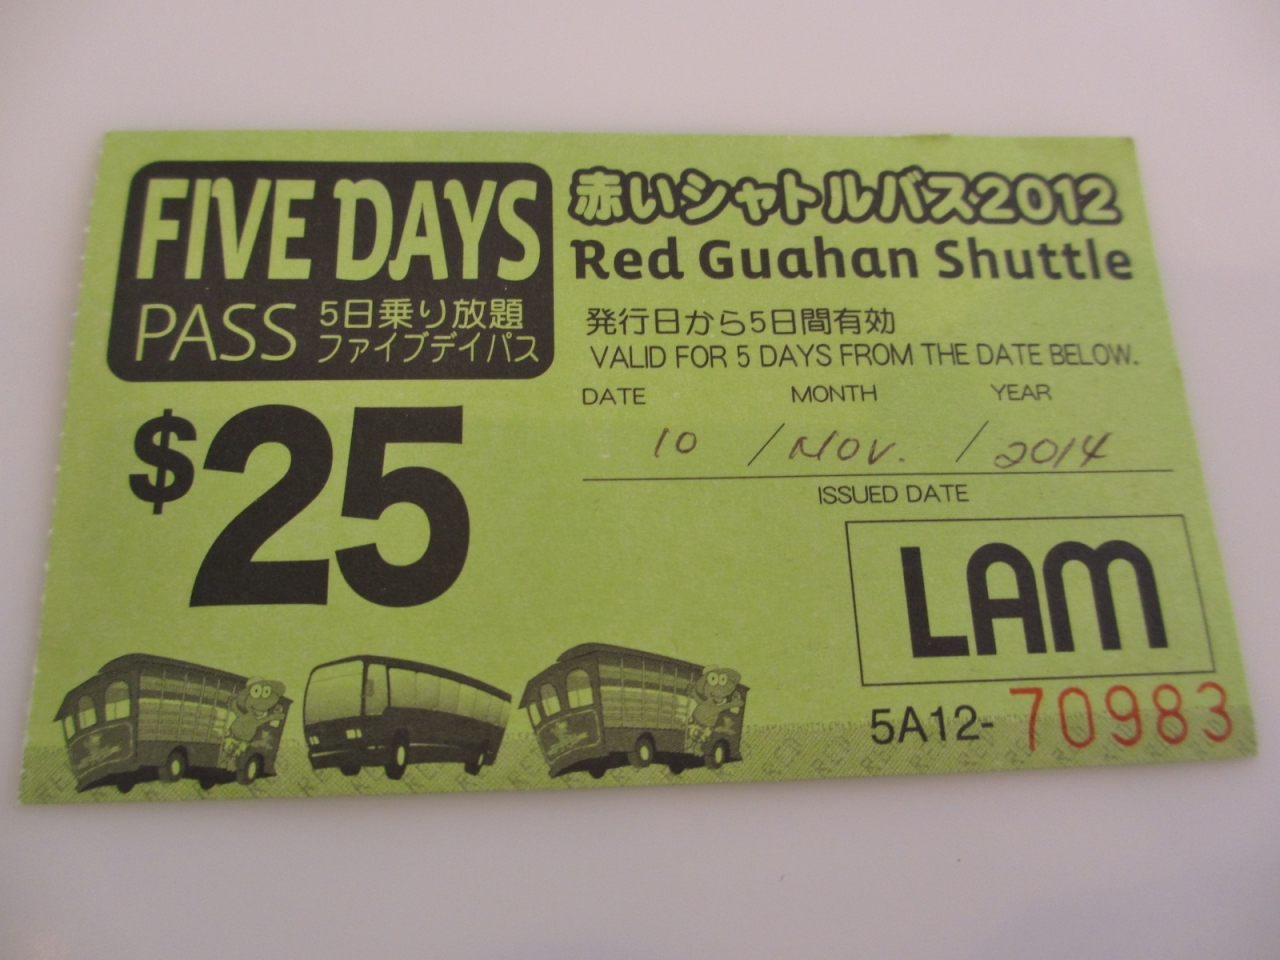 FIVE DAYS
PASS 5日乗り放題
ファイブデイパス
$25
赤いシャトルバス2012
Red Guahan Shuttle
発行日から5日間有効
VALID FOR 5 DAYS FROM THE DATE BELOW.
DATE MONTH YEAR
10 / NOV. / 2014
ISSUED DATE
LAM
5A12-70983